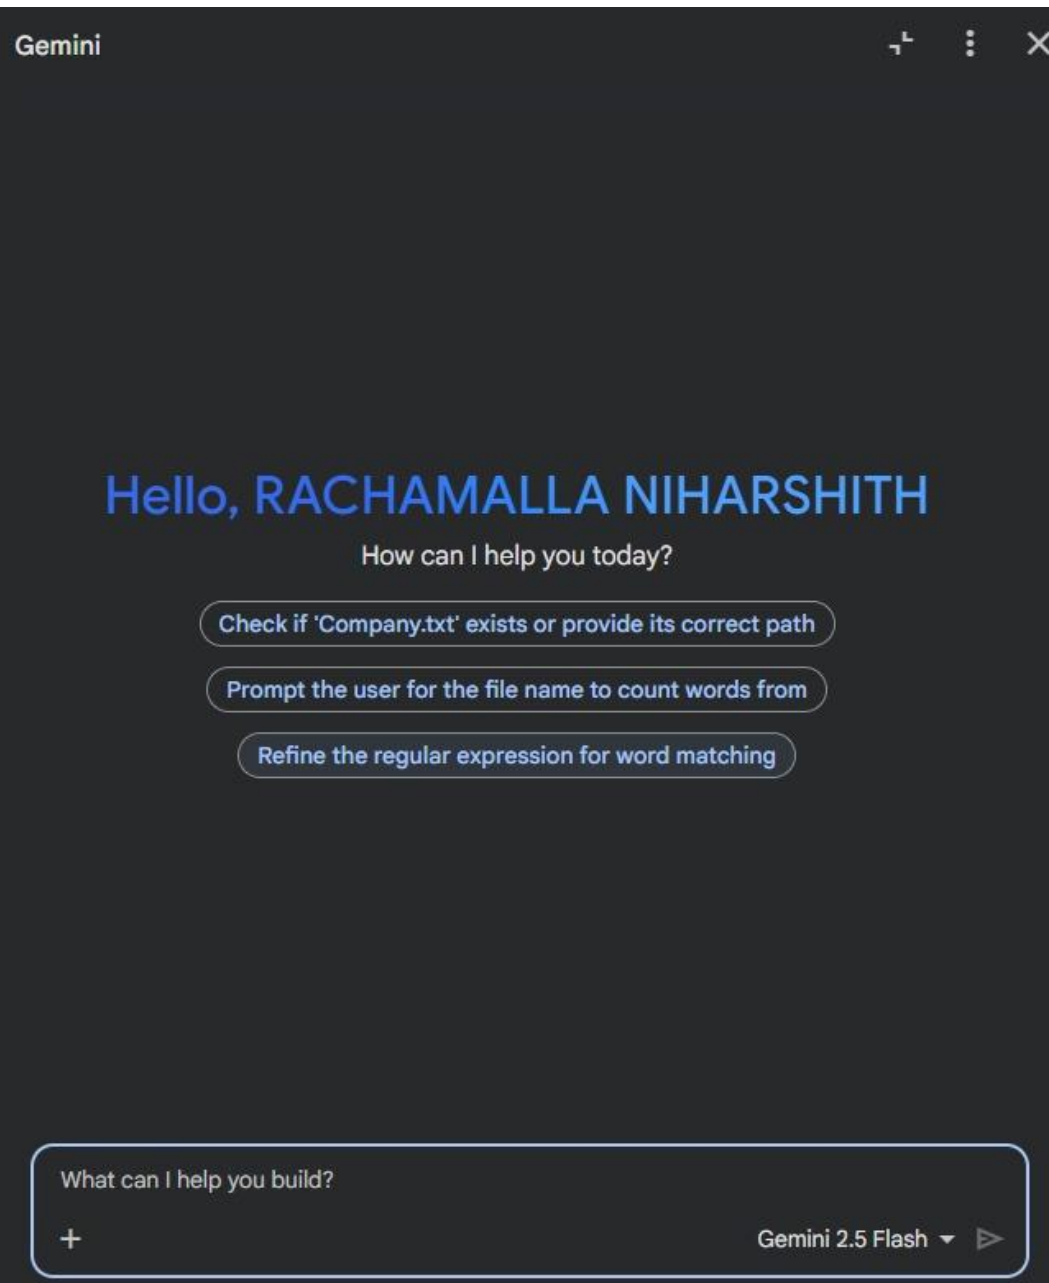 Gemini
Hello, RACHAMALLA NIHARSHITH
How can I help you today?
Check if 'Company.txt' exists or provide its correct path
Prompt the user for the file name to count words from
Refine the regular expression for word matching
What can I help you build?
Gemini 2.5 Flash